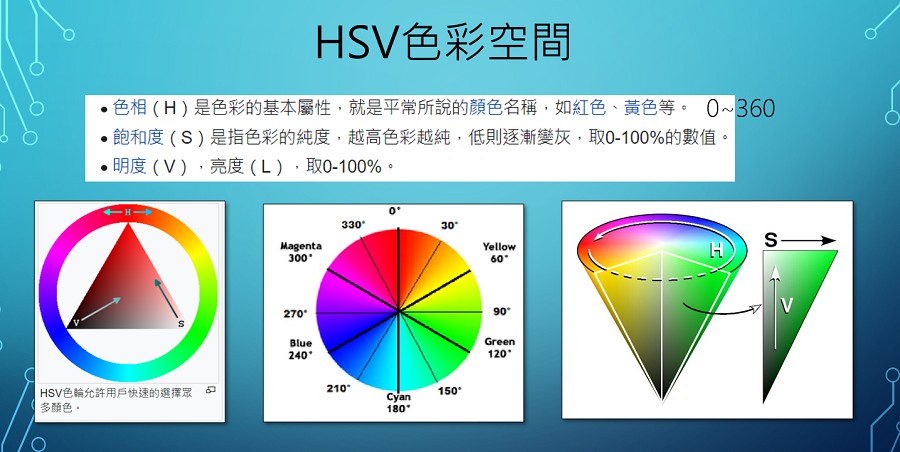 HSV色彩空間
• 色相（H）是色彩的基本屬性，就是平常所說的顏色名稱，如紅色、黃色等。 0~360
• 飽和度（S）是指色彩的純度，越高色彩越純，低則逐漸變灰，取0-100%的數值。
• 明度（V），亮度（L），取0-100%。
H
V
S
HSV色輪允許用戶快速的選擇眾
多顏色。
0°
330°
30°
Magenta
300°
Yellow
60°
270°
90°
Blue
240°
Green
120°
210°
150°
Cyan
180°
H
S
V